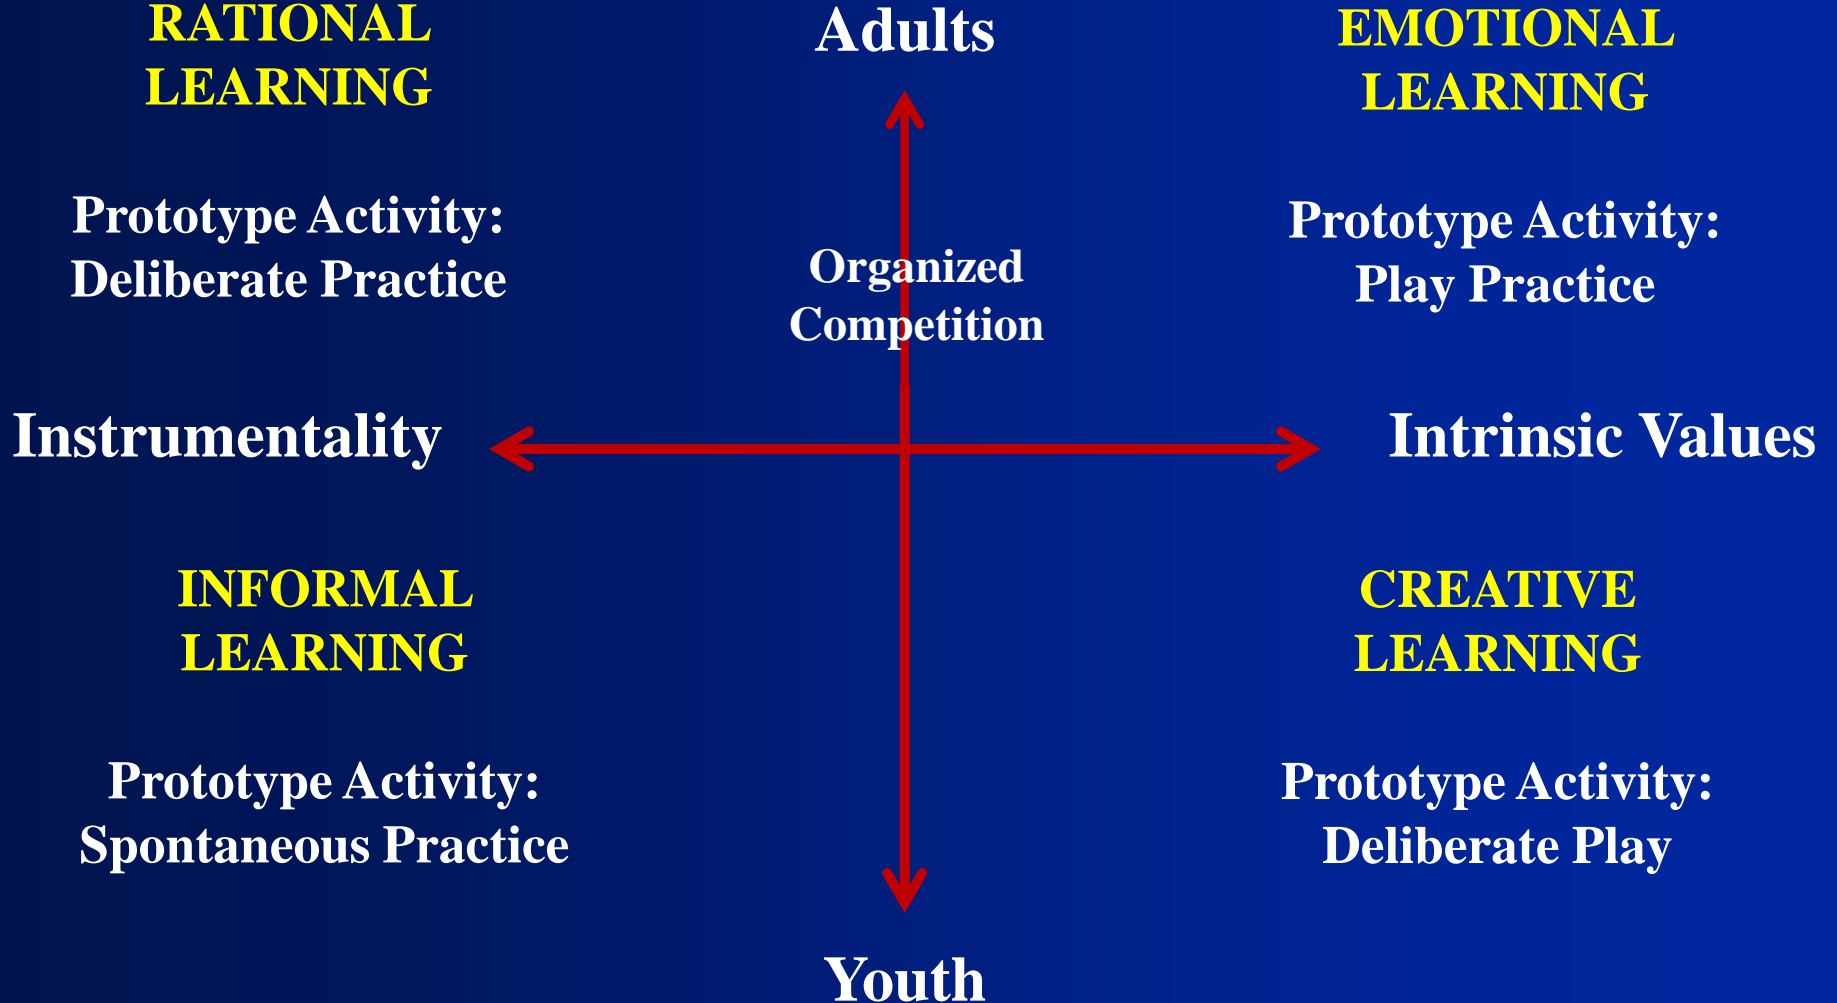 RATIONAL
LEARNING
Adults
EMOTIONAL
LEARNING
Prototype Activity:
Deliberate Practice
Organized
Competition
Prototype Activity:
Play Practice
Instrumentality
Intrinsic Values
INFORMAL
LEARNING
CREATIVE
LEARNING
Prototype Activity:
Spontaneous Practice
Prototype Activity:
Deliberate Play
Youth